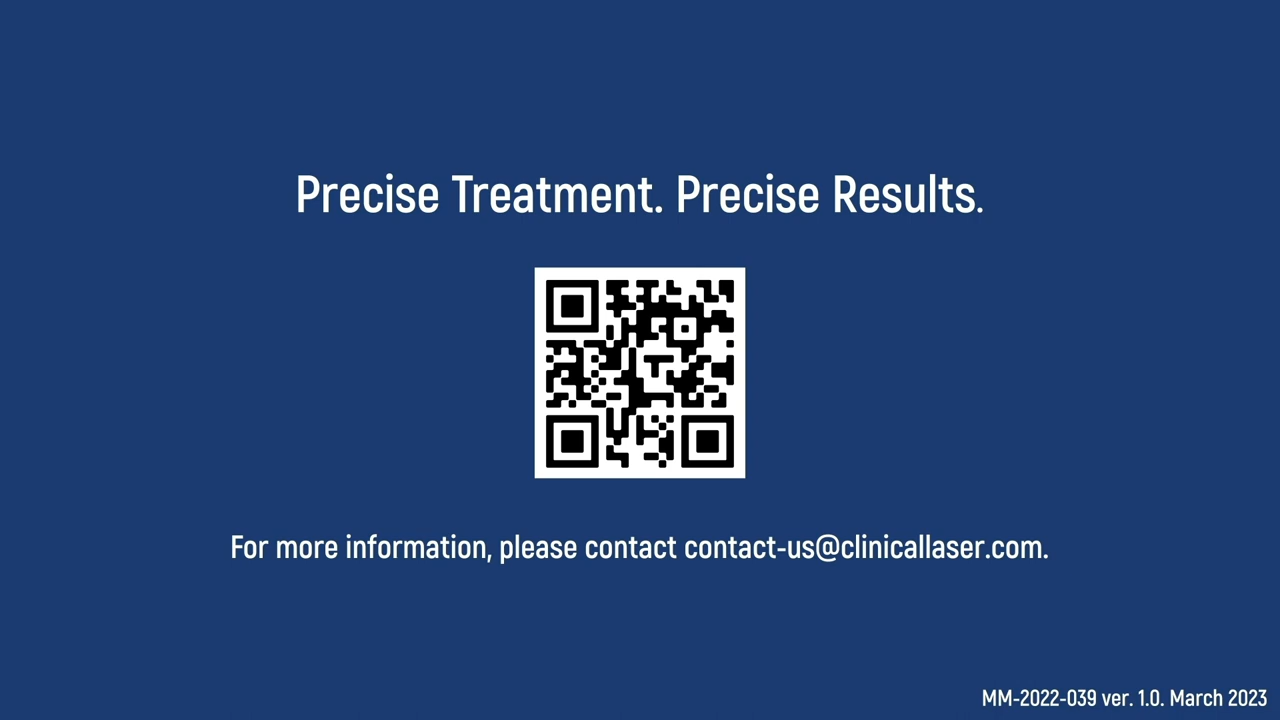 Precise Treatment. Precise Results.
For more information, please contact contact-us@clinicallaser.com.
MM-2022-039 ver. 1.0. March 2023